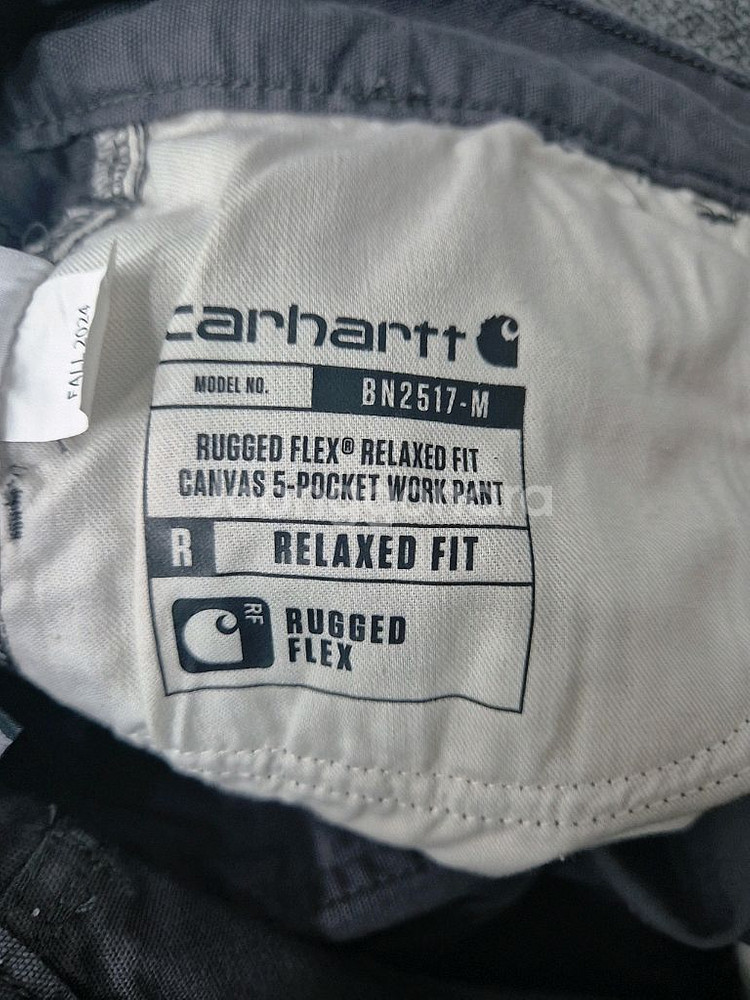 FALL 2024
carhartt
MODEL NO. BN2517-M
RUGGED FLEX® RELAXED FIT
CANVAS 5-POCKET WORK PANT
R RELAXED FIT
RF
RUGGED
FLEX